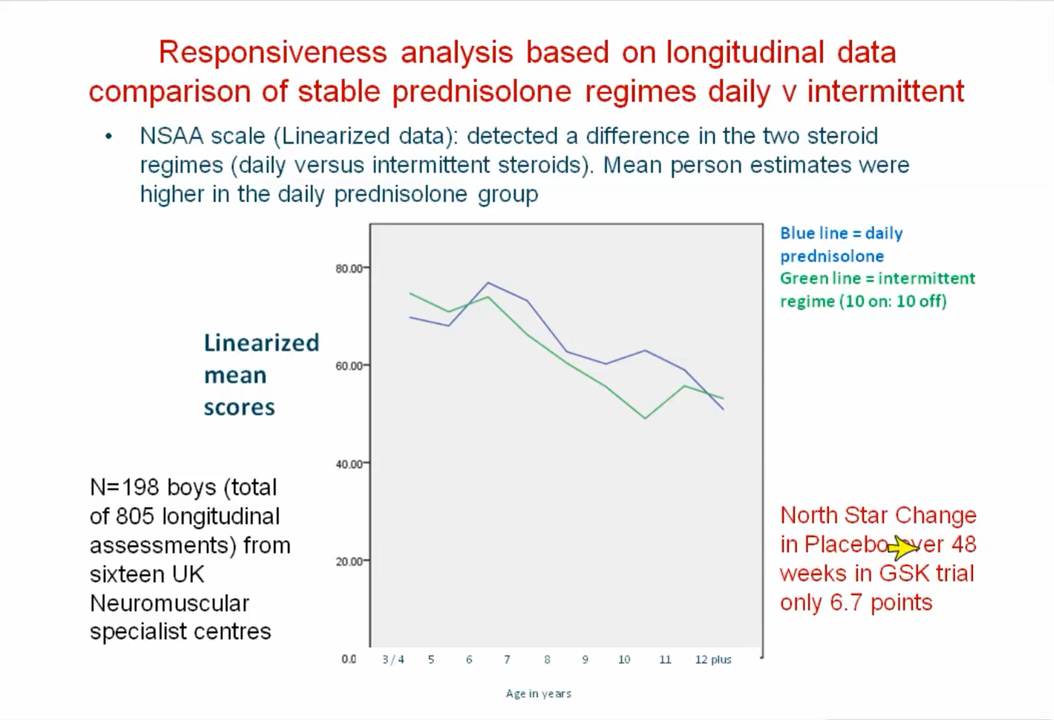 Responsiveness analysis based on longitudinal data
comparison of stable prednisolone regimes daily v intermittent
• NSAA scale (Linearized data): detected a difference in the two steroid
regimes (daily versus intermittent steroids). Mean person estimates were
higher in the daily prednisolone group
Blue line = daily
prednisolone
Green line = intermittent
regime (10 on: 10 off)
Linearized
mean
scores
80.00
60.00
40.00
20.00
0.0
3 / 4 5 6 7 8 9 10 11 12 plus
Age in years
N=198 boys (total
of 805 longitudinal
assessments) from
sixteen UK
Neuromuscular
specialist centres
North Star Change
in Placebo over 48
weeks in GSK trial
only 6.7 points